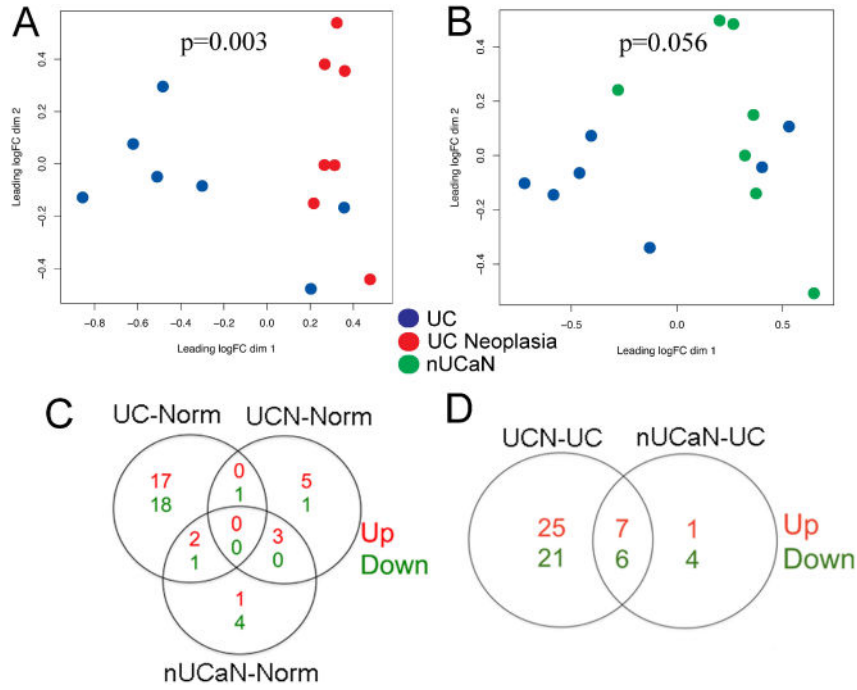 A
p=0.003
0.4
0.2
0.0
−0.2
−0.4
Leading logFC dim 2
−0.8
−0.6
−0.4
−0.2
0.0
0.2
0.4
Leading logFC dim 1
B
p=0.056
0.4
0.2
0.0
−0.2
−0.4
Leading logFC dim 2
−0.5
0.0
0.5
Leading logFC dim 1
UC
UC Neoplasia
nUCaN
C
UC-Norm
UCN-Norm
17
18
0
1
5
1
2
1
0
0
3
0
1
4
Up
Down
nUCaN-Norm
D
UCN-UC
nUCaN-UC
25
21
7
6
1
4
Up
Down